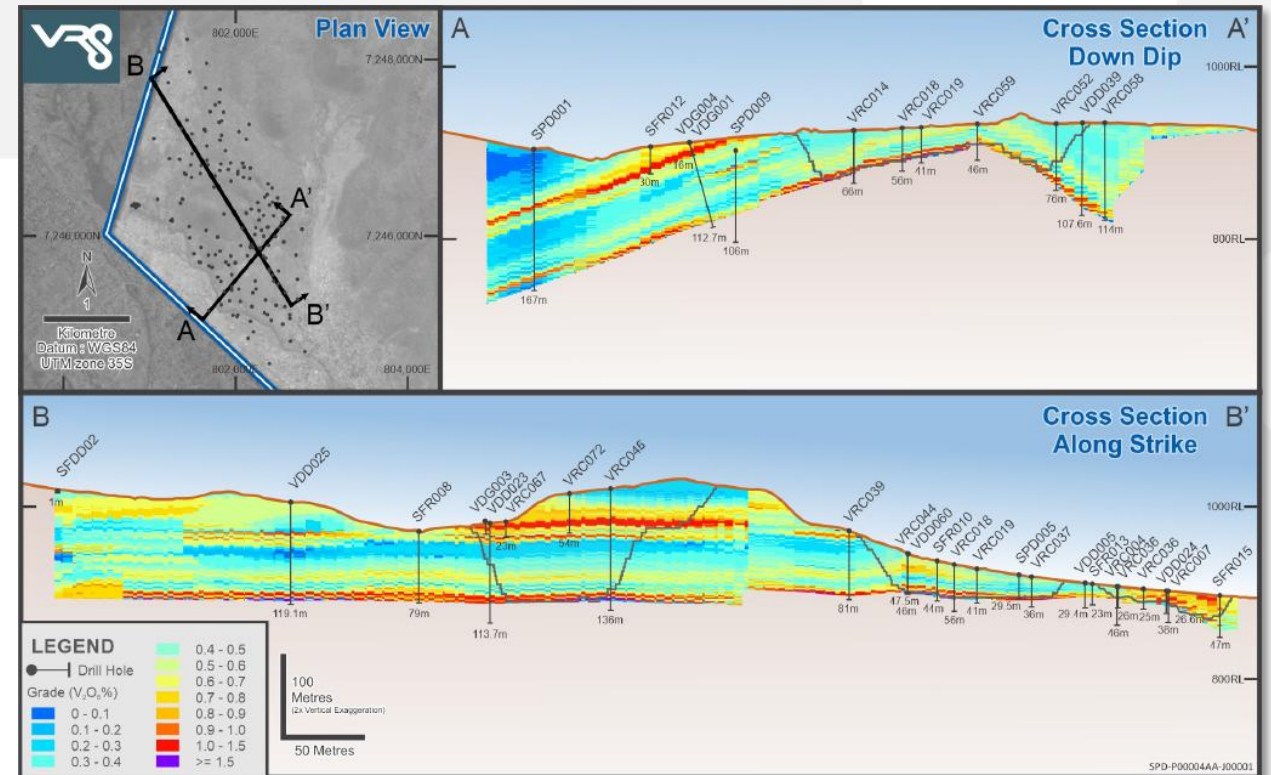 VR8
Plan View
802,000E
7,248,000N
B
A'
7,246,000N
7,246,000N
N
1
Kilometre
Datum : WGS84
UTM zone 35S
A
B'
802,000E
804,000E
A
Cross Section
Down Dip
A'
1000RL
800RL
SPD001
SFR012
VDG004
VDG001
SPD009
VRC014
VRC018
VRC019
VRC059
VRC052
VDD039
VRC058
167m
30m
16m
112.7m
106m
66m
56m
41m
46m
76m
107.6m
114m
B
Cross Section
Along Strike
B'
1000RL
800RL
SFDD02
VDD025
SFR008
VDG003
VDD023
VRC067
VRC072
VRC046
VRC039
VRC044
VDD060
SFR010
VRC018
VRC019
SPD005
VRC037
VDD005
SFR013
VRC004
VRC056
VRC036
VDD024
VRC007
SFR015
1m
119.1m
79m
113.7m
23m
54m
136m
81m
47.5m
46m
44m
56m
41m
29.5m
36m
29.4m
23m
46m
26m
25m
38m
47m
LEGEND
Drill Hole
Grade (V₂O₅%)
0 - 0.1
0.1 - 0.2
0.2 - 0.3
0.3 - 0.4
0.4 - 0.5
0.5 - 0.6
0.6 - 0.7
0.7 - 0.8
0.8 - 0.9
0.9 - 1.0
1.0 - 1.5
>= 1.5
100
Metres
(2x Vertical Exaggeration)
50 Metres
SPD-P00004AA-J00001